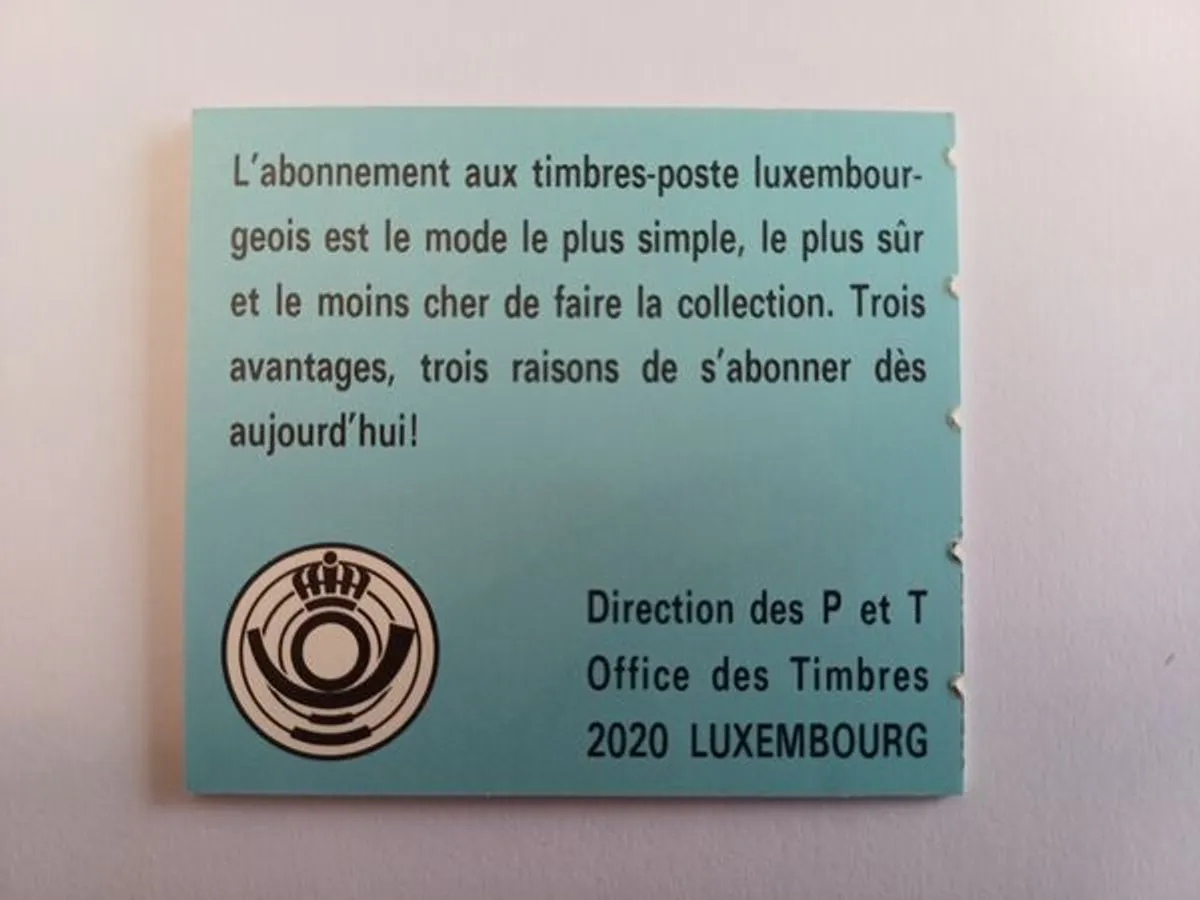 L'abonnement aux timbres-poste luxembour-
geois est le mode le plus simple, le plus sûr
et le moins cher de faire la collection. Trois
avantages, trois raisons de s'abonner dès
aujourd'hui!
Direction des P et T
Office des Timbres
2020 LUXEMBOURG